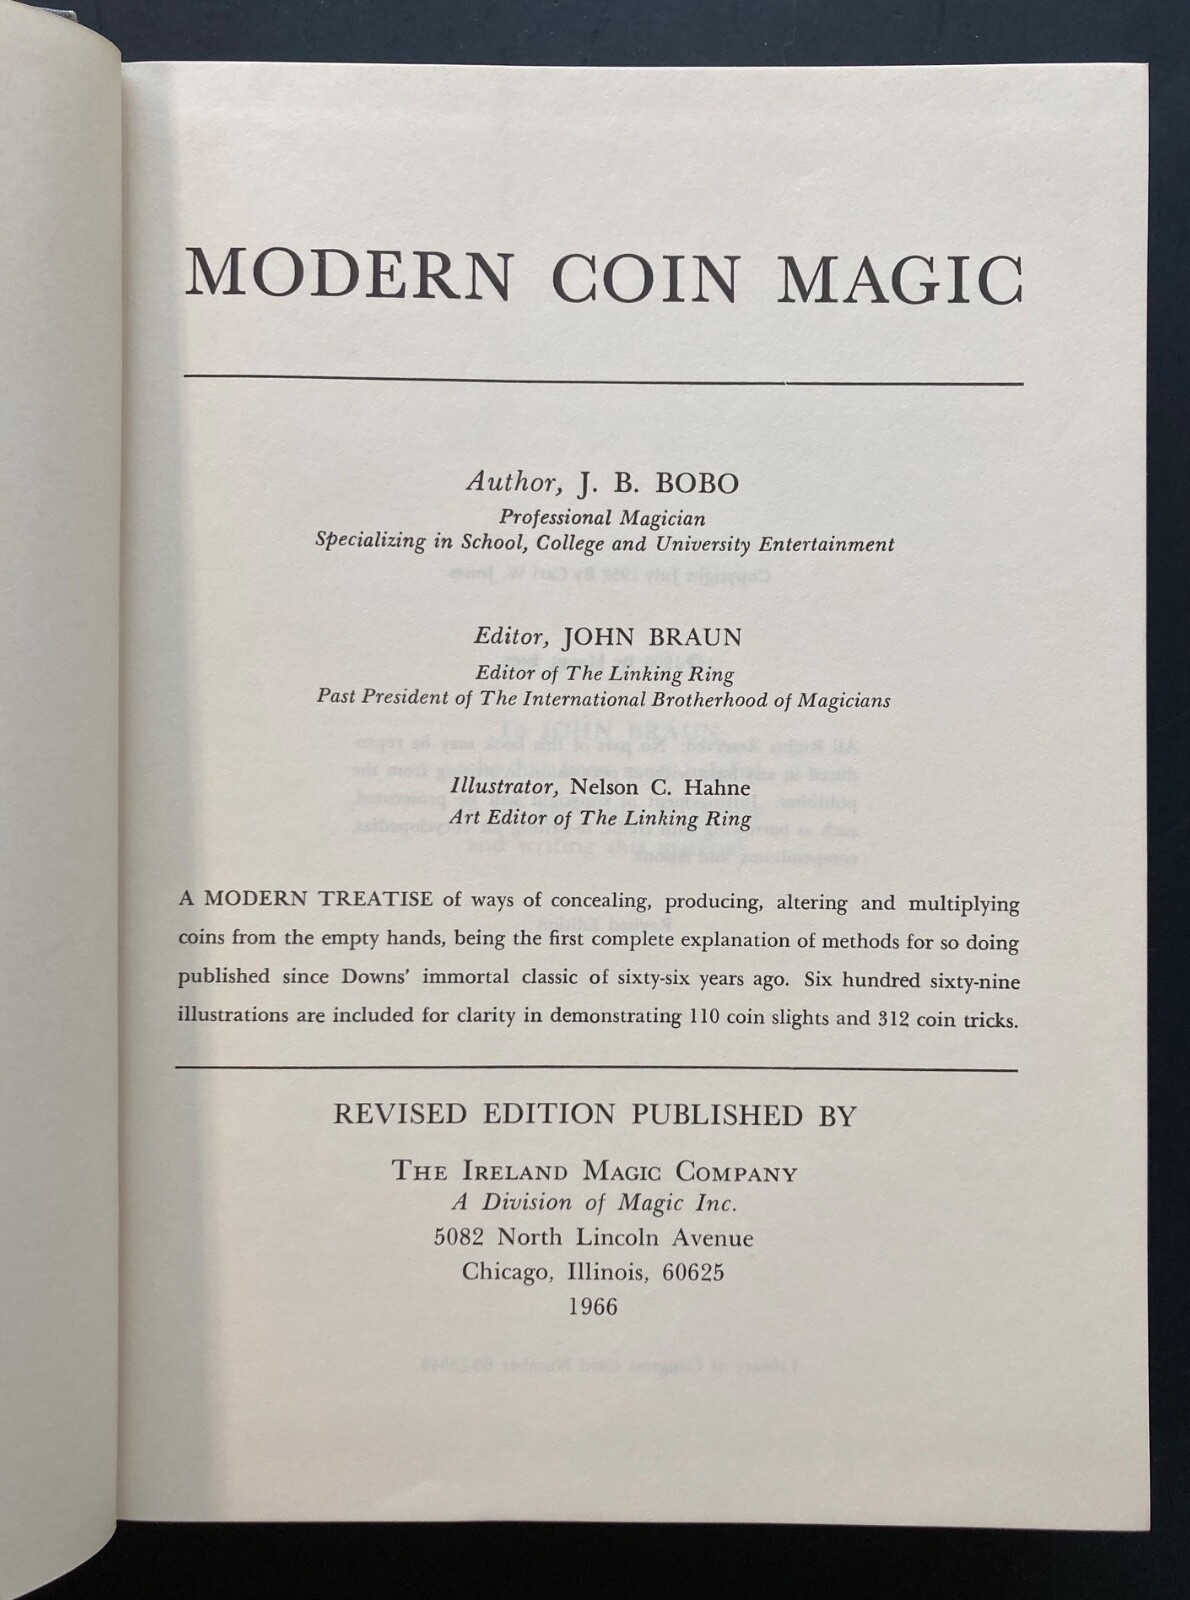 MODERN COIN MAGIC
Author, J. B. BOBO
Professional Magician
Specializing in School, College and University Entertainment
Editor, JOHN BRAUN
Editor of The Linking Ring
Past President of The International Brotherhood of Magicians
Illustrator, Nelson C. Hahne
Art Editor of The Linking Ring
A MODERN TREATISE of ways of concealing, producing, altering and multiplying
coins from the empty hands, being the first complete explanation of methods for so doing
published since Downs' immortal classic of sixty-six years ago. Six hundred sixty-nine
illustrations are included for clarity in demonstrating 110 coin slights and 312 coin tricks.
REVISED EDITION PUBLISHED BY
THE IRELAND MAGIC COMPANY
A Division of Magic Inc.
5082 North Lincoln Avenue
Chicago, Illinois, 60625
1966